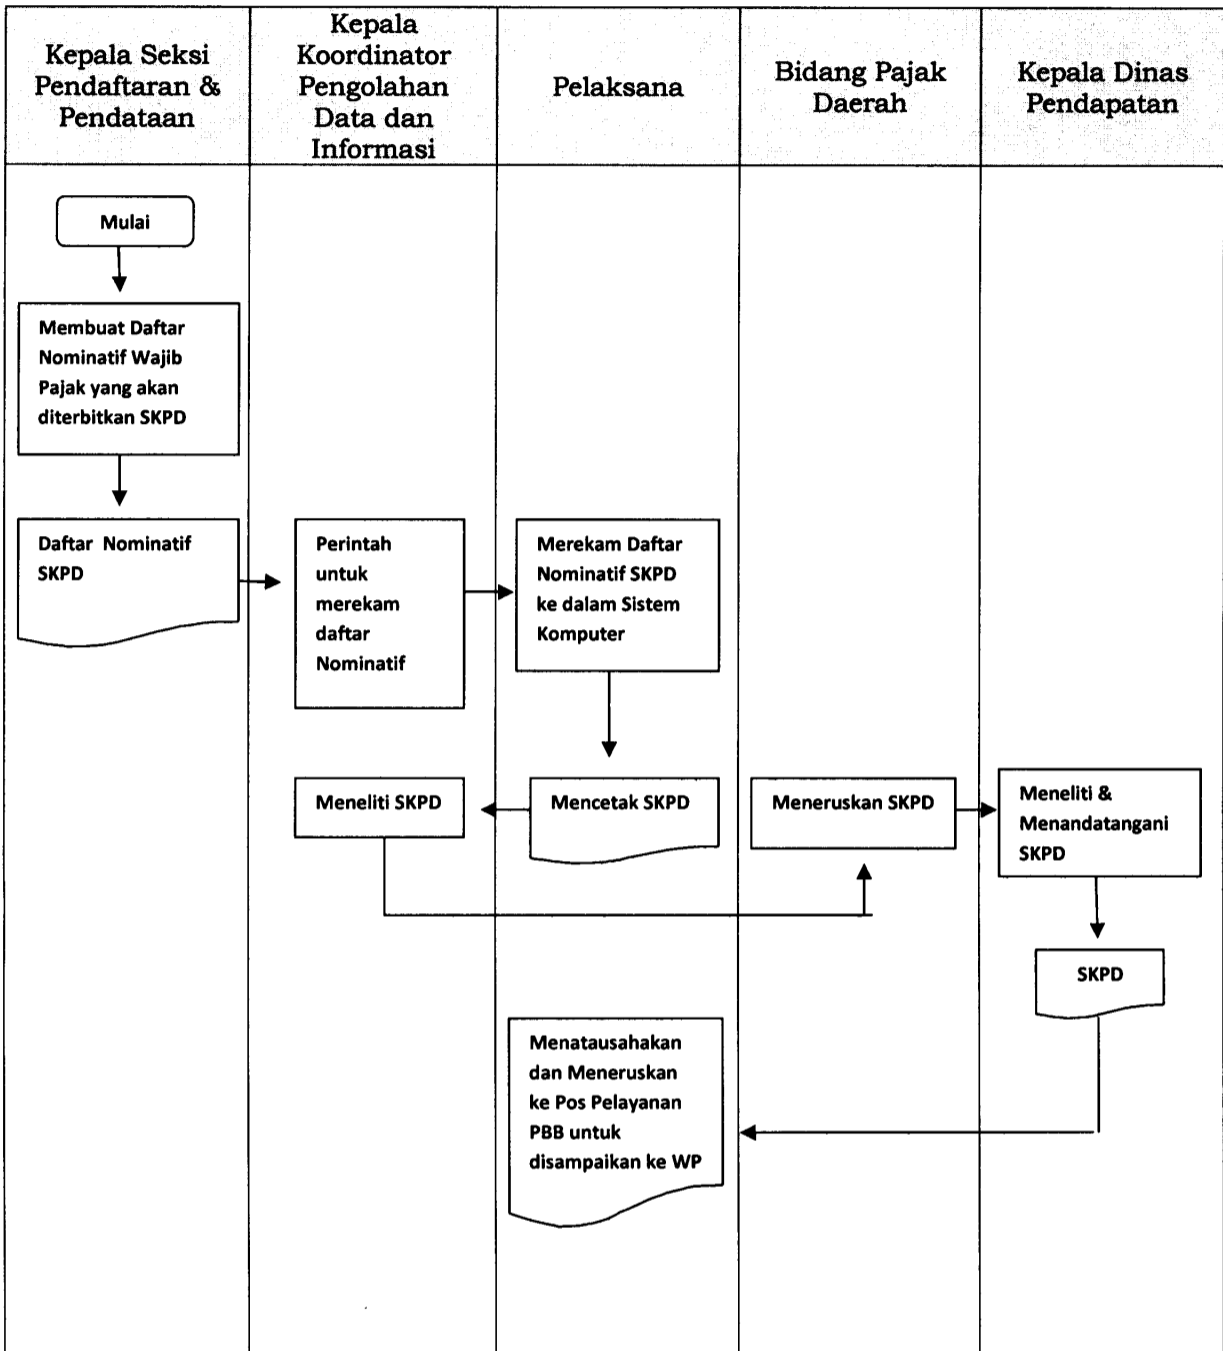 Kepala Seksi
Pendaftaran &
Pendataan
Kepala
Koordinator
Pengolahan
Data dan
Informasi
Pelaksana
Bidang Pajak
Daerah
Kepala Dinas
Pendapatan
Mulai
Membuat Daftar
Nominatif Wajib
Pajak yang akan
diterbitkan SKPD
Daftar Nominatif
SKPD
Perintah
untuk
merekam
daftar
Nominatif
Merekam Daftar
Nominatif SKPD
ke dalam Sistem
Komputer
Meneliti SKPD
Mencetak SKPD
Meneruskan SKPD
Meneliti &
Menandatangani
SKPD
SKPD
Menatausahakan
dan Meneruskan
ke Pos Pelayanan
PBB untuk
disampaikan ke WP